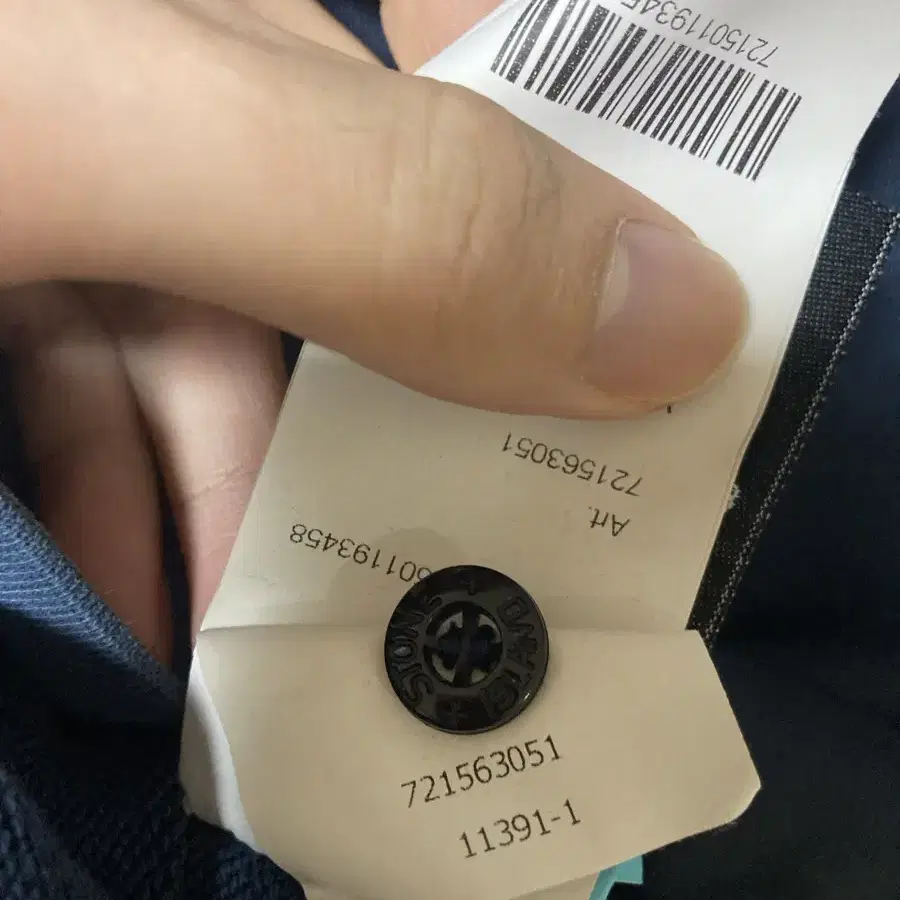 72150119345
721563051
Art.
501193458
STONE + ISLAND +
721563051
11391-1